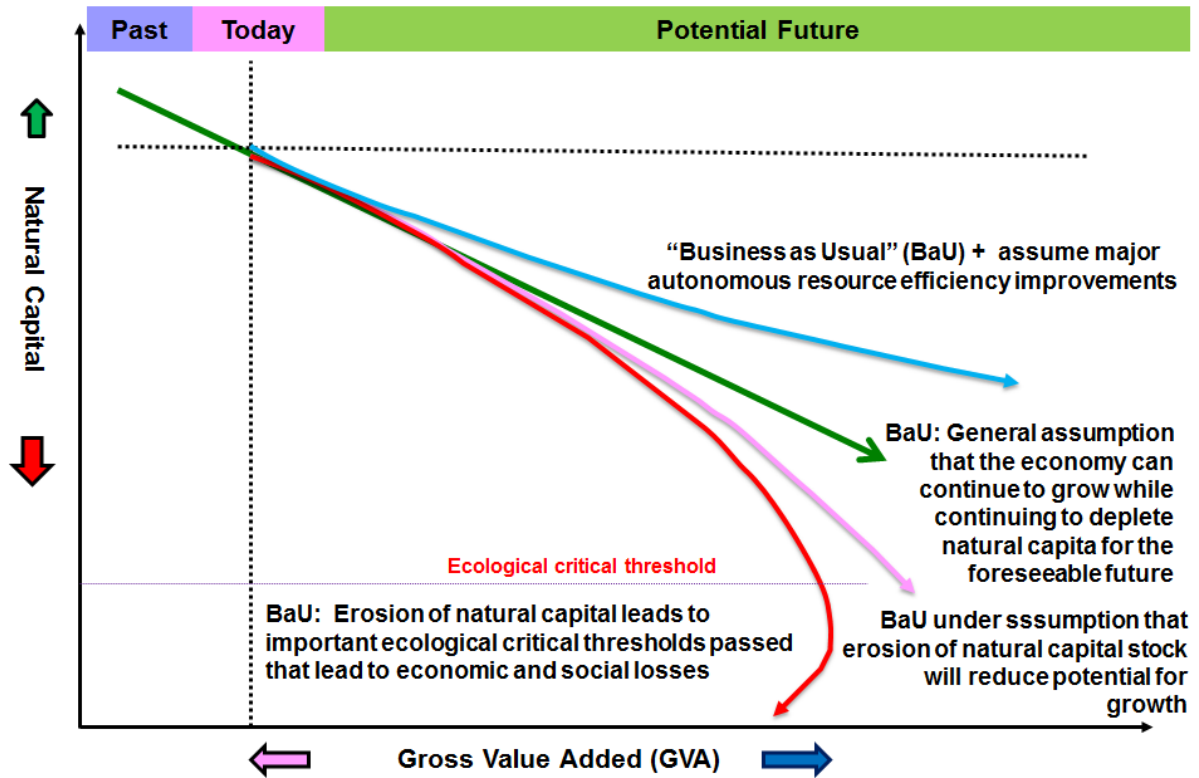 Past Today Potential Future
Natural Capital
“Business as Usual” (BaU) + assume major
autonomous resource efficiency improvements
BaU: General assumption
that the economy can
continue to grow while
continuing to deplete
natural capita for the
foreseeable future
Ecological critical threshold
BaU: Erosion of natural capital leads to
important ecological critical thresholds passed
that lead to economic and social losses
BaU under sssumption that
erosion of natural capital stock
will reduce potential for
growth
Gross Value Added (GVA)